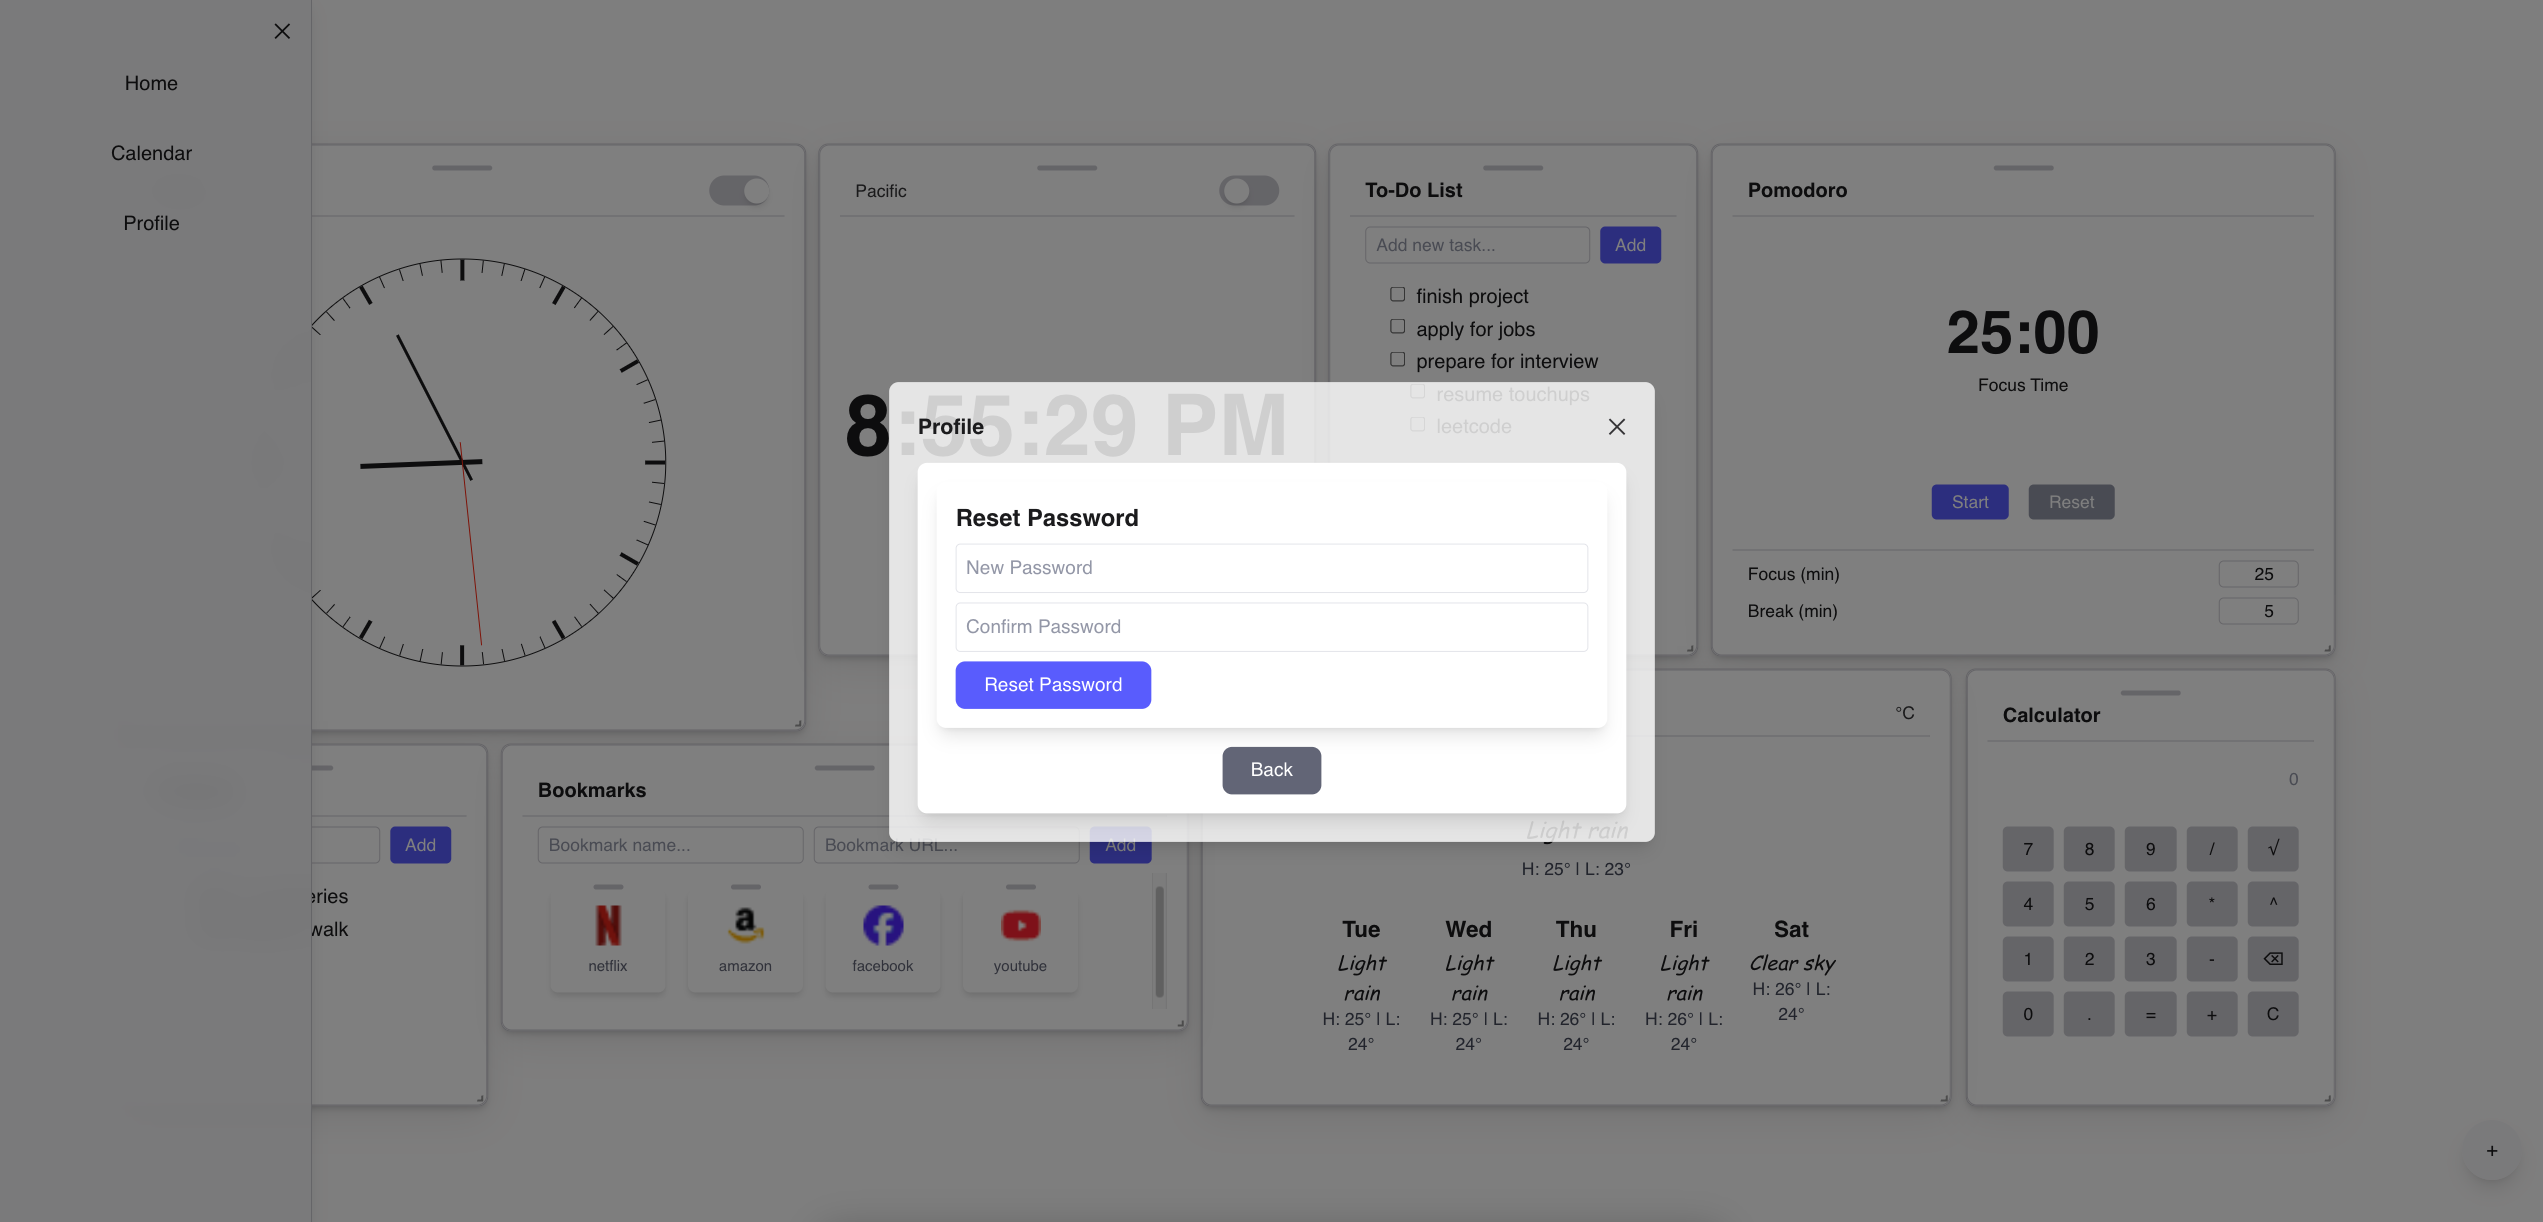 Home
Calendar
Profile
Pacific
8:55:29 PM
To-Do List
Add new task...
Add
finish project
apply for jobs
prepare for interview
resume touchups
leetcode
Pomodoro
25:00
Focus Time
Start
Reset
Focus (min)
25
Break (min)
5
Profile
Reset Password
New Password
Confirm Password
Reset Password
Back
Add
eries
walk
Bookmarks
Bookmark name...
Bookmark URL...
Add
netflix
amazon
facebook
youtube
°C
Light rain
H: 25° | L: 23°
Tue
Light
rain
H: 25° | L:
24°
Wed
Light
rain
H: 25° | L:
24°
Thu
Light
rain
H: 26° | L:
24°
Fri
Light
rain
H: 26° | L:
24°
Sat
Clear sky
H: 26° | L:
24°
Calculator
0
7 8 9 / √
4 5 6 * ^
1 2 3 - ⌫
0 . = + C
+